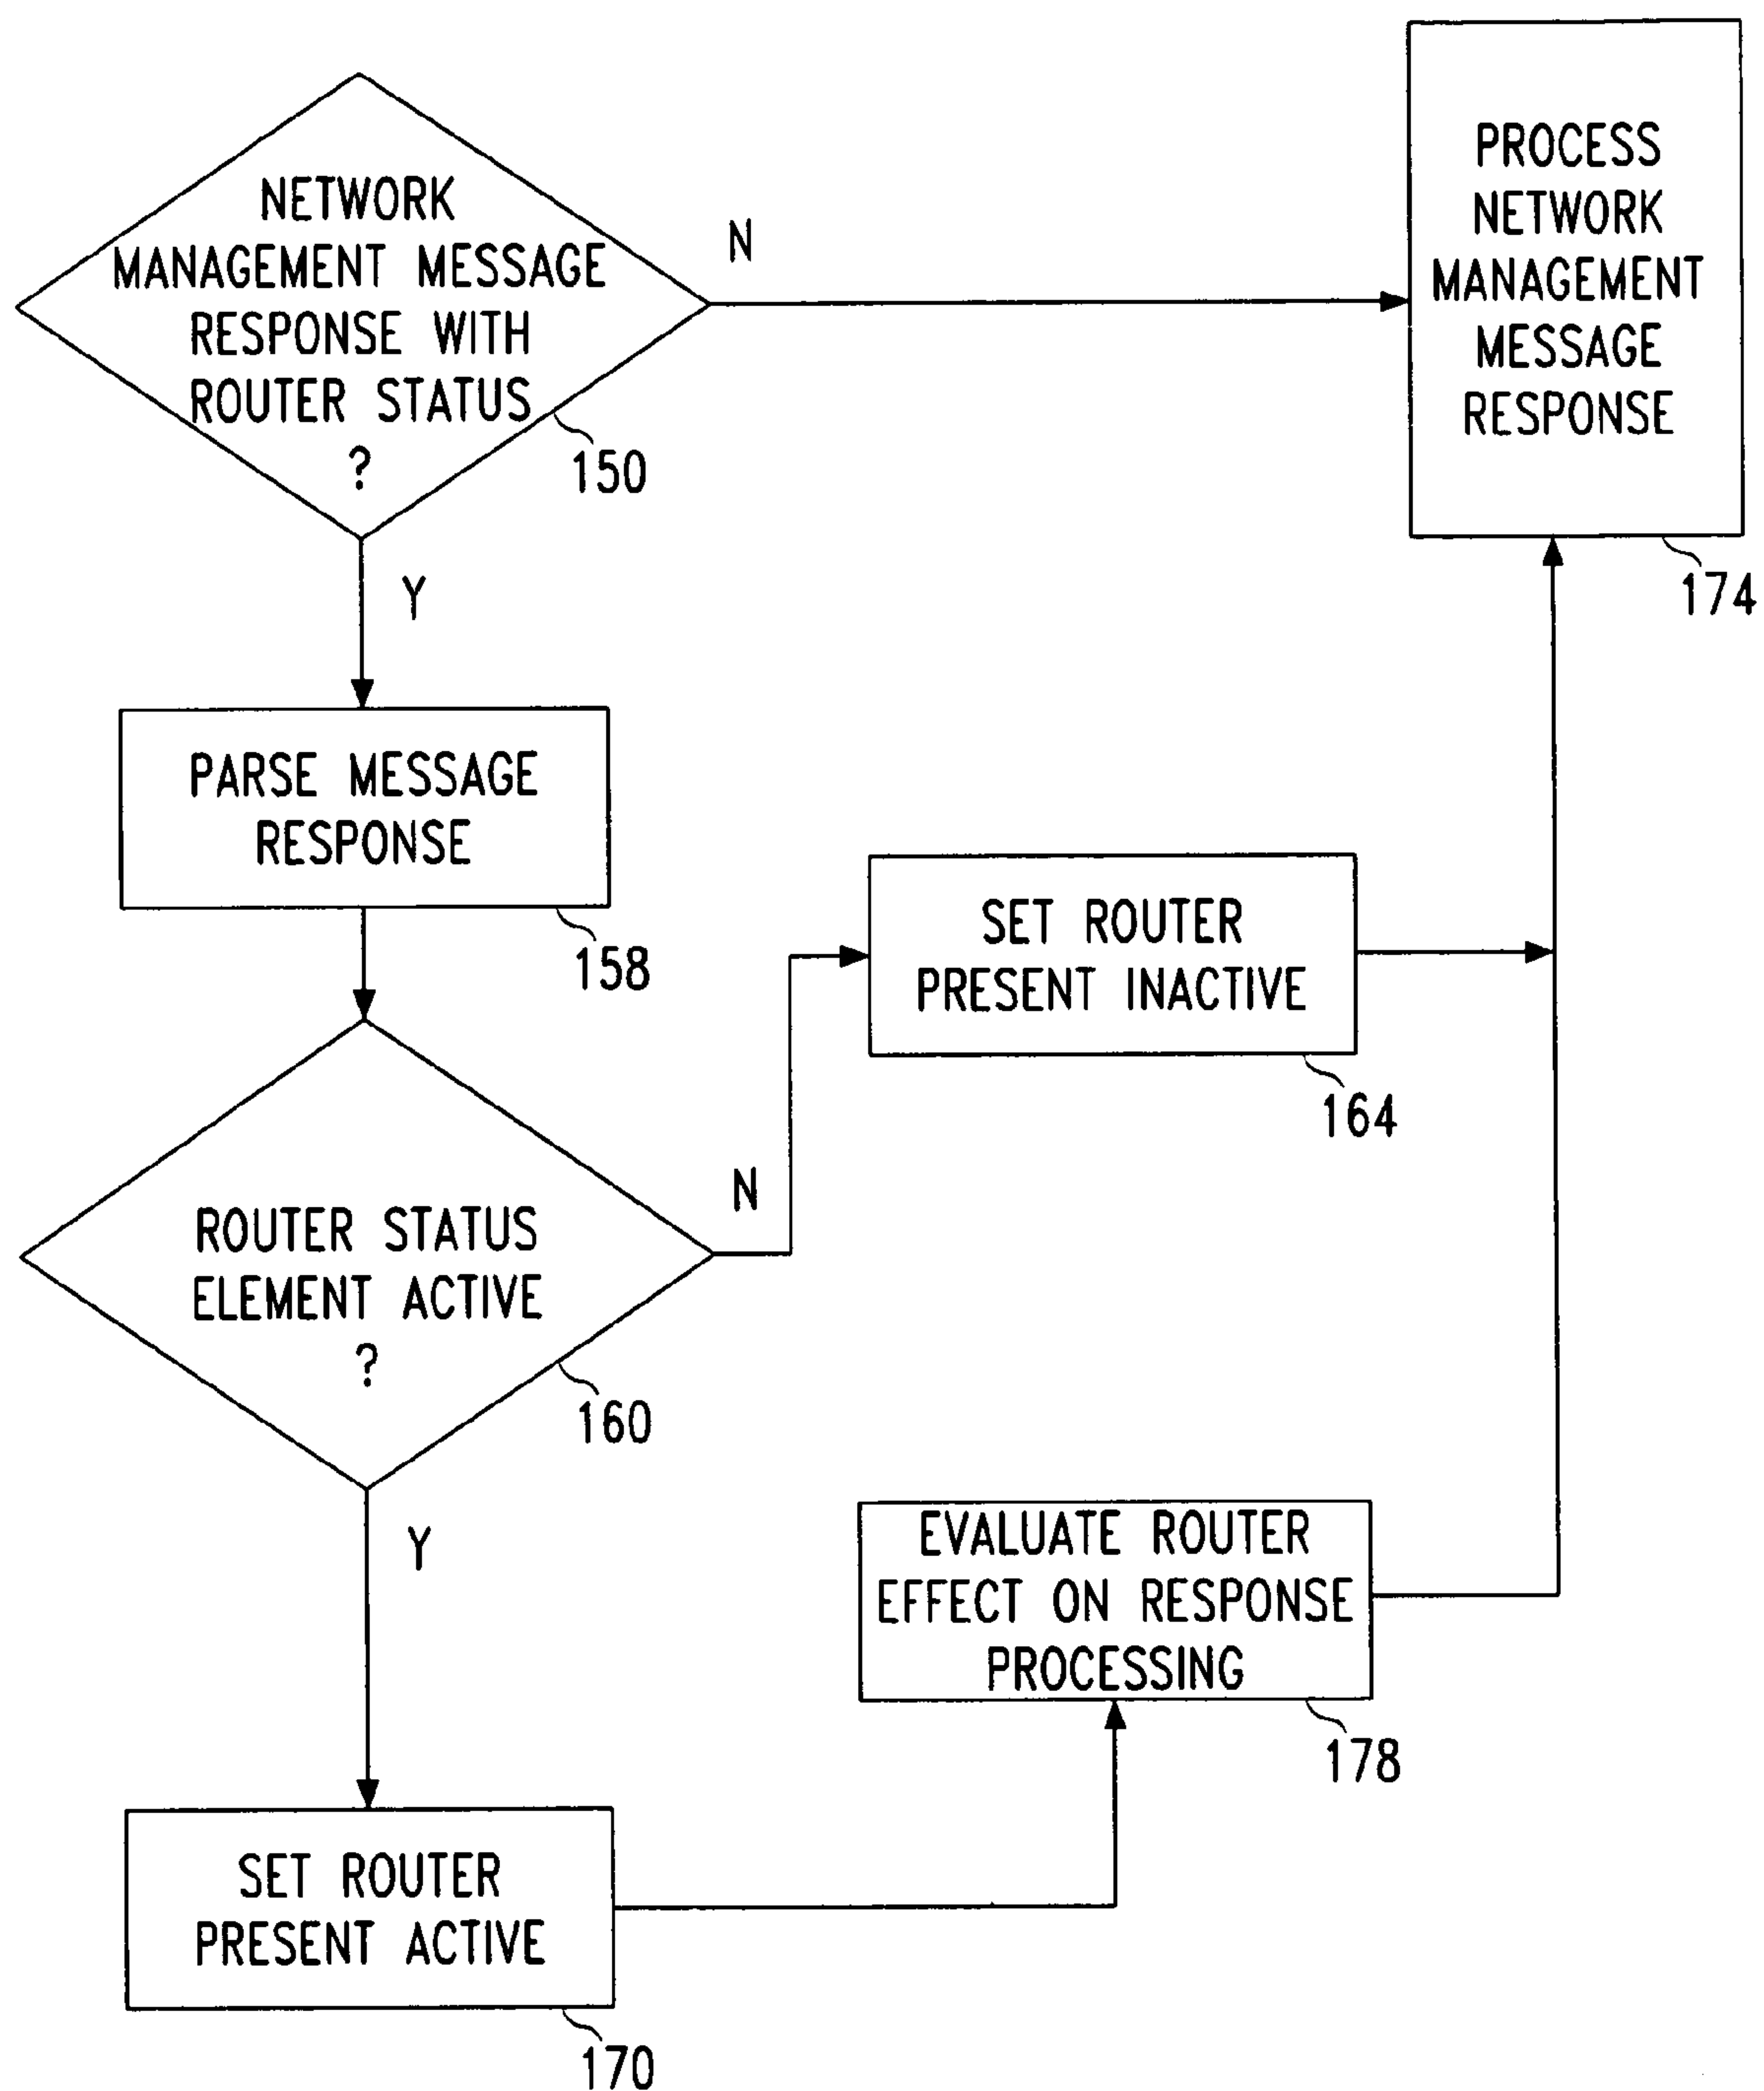 NETWORK
MANAGEMENT MESSAGE
RESPONSE WITH
ROUTER STATUS
?
150
N
PROCESS
NETWORK
MANAGEMENT
MESSAGE
RESPONSE
174
Y
PARSE MESSAGE
RESPONSE
158
SET ROUTER
PRESENT INACTIVE
164
N
ROUTER STATUS
ELEMENT ACTIVE
?
160
Y
EVALUATE ROUTER
EFFECT ON RESPONSE
PROCESSING
178
SET ROUTER
PRESENT ACTIVE
170